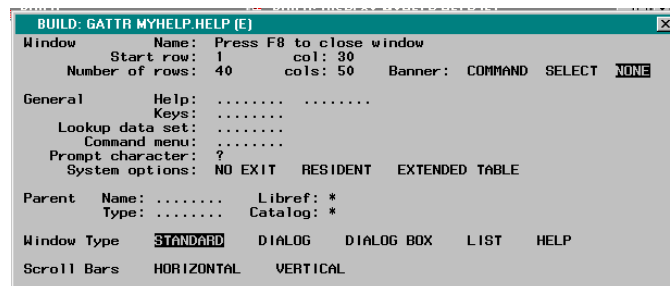 BUILD: GATTR MYHELP.HELP (E)
Window Name: Press F8 to close window
Start row: 1 col: 30
Number of rows: 40 cols: 50 Banner: COMMAND SELECT NONE
General Help: ........ ........
Keys: ........
Lookup data set: ........
Command menu: ........
Prompt character: ?
System options: NO EXIT RESIDENT EXTENDED TABLE
Parent Name: ........ Libref: *
Type: ........ Catalog: *
Window Type STANDARD DIALOG DIALOG BOX LIST HELP
Scroll Bars HORIZONTAL VERTICAL